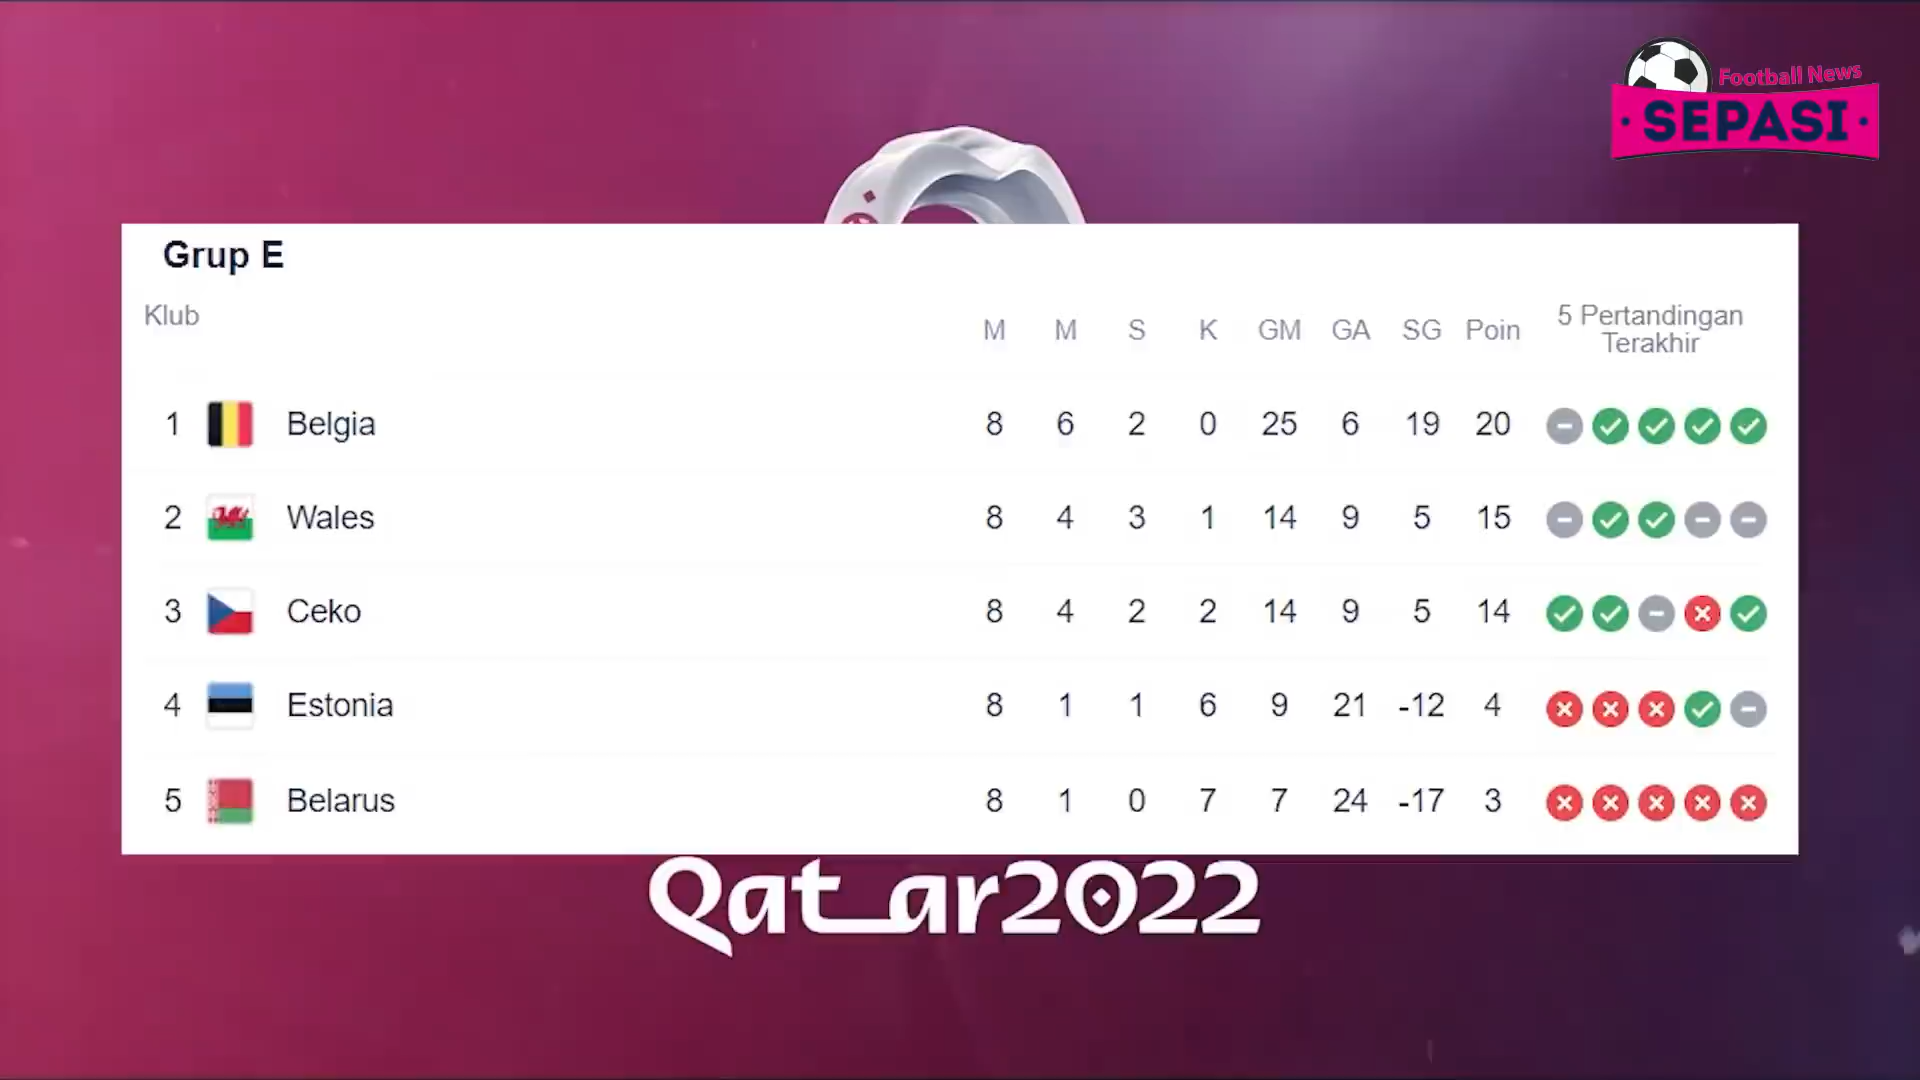 Football News
· SEPASI ·
Grup E
Klub M M S K GM GA SG Poin 5 Pertandingan
Terakhir
1 Belgia 8 6 2 0 25 6 19 20
2 Wales 8 4 3 1 14 9 5 15
3 Ceko 8 4 2 2 14 9 5 14
4 Estonia 8 1 1 6 9 21 -12 4
5 Belarus 8 1 0 7 7 24 -17 3
Qatar2022